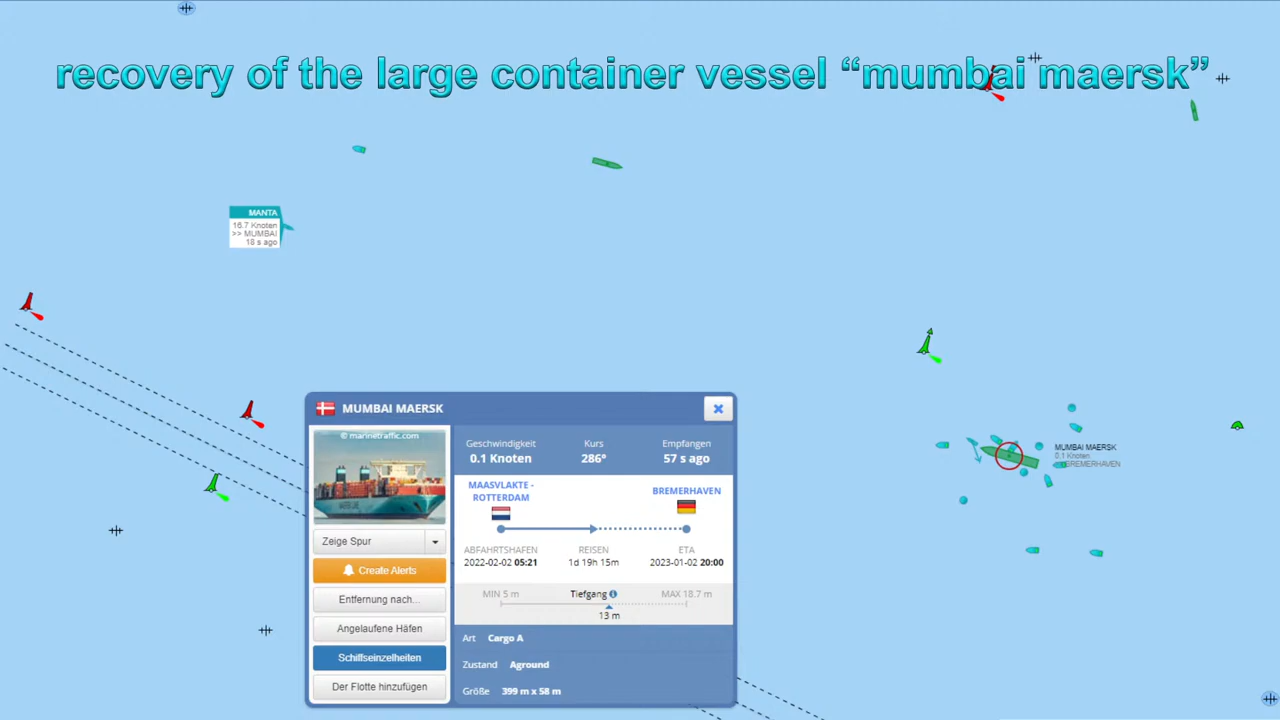 recovery of the large container vessel “mumbai maersk”
MANTA
16.7 Knoten
>> MUMBAI
18 s ago
MUMBAI MAERSK
© marinetraffic.com
Zeige Spur
Create Alerts
Entfernung nach...
Angelaufene Häfen
Schiffseinzelheiten
Der Flotte hinzufügen
Geschwindigkeit Kurs Empfangen
0.1 Knoten 286° 57 s ago
MAASVLAKTE -
ROTTERDAM
BREMERHAVEN
ABFAHRTSHAFEN REISEN ETA
2022-02-02 05:21 1d 19h 15m 2023-01-02 20:00
MIN 5 m Tiefgang MAX 18.7 m
13 m
Art Cargo A
Zustand Aground
Größe 399 m x 58 m
MUMBAI MAERSK
0.1 Knoten
BREMERHAVEN